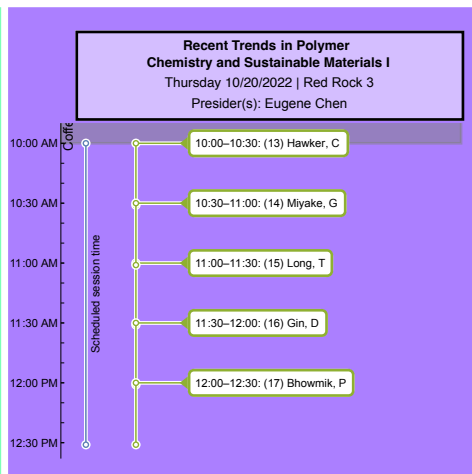 Recent Trends in Polymer
Chemistry and Sustainable Materials I
Thursday 10/20/2022 | Red Rock 3
Presider(s): Eugene Chen
Coffe
10:00 AM
10:00–10:30: (13) Hawker, C
10:30 AM
10:30–11:00: (14) Miyake, G
11:00 AM
11:00–11:30: (15) Long, T
Scheduled session time
11:30 AM
11:30–12:00: (16) Gin, D
12:00 PM
12:00–12:30: (17) Bhowmik, P
12:30 PM